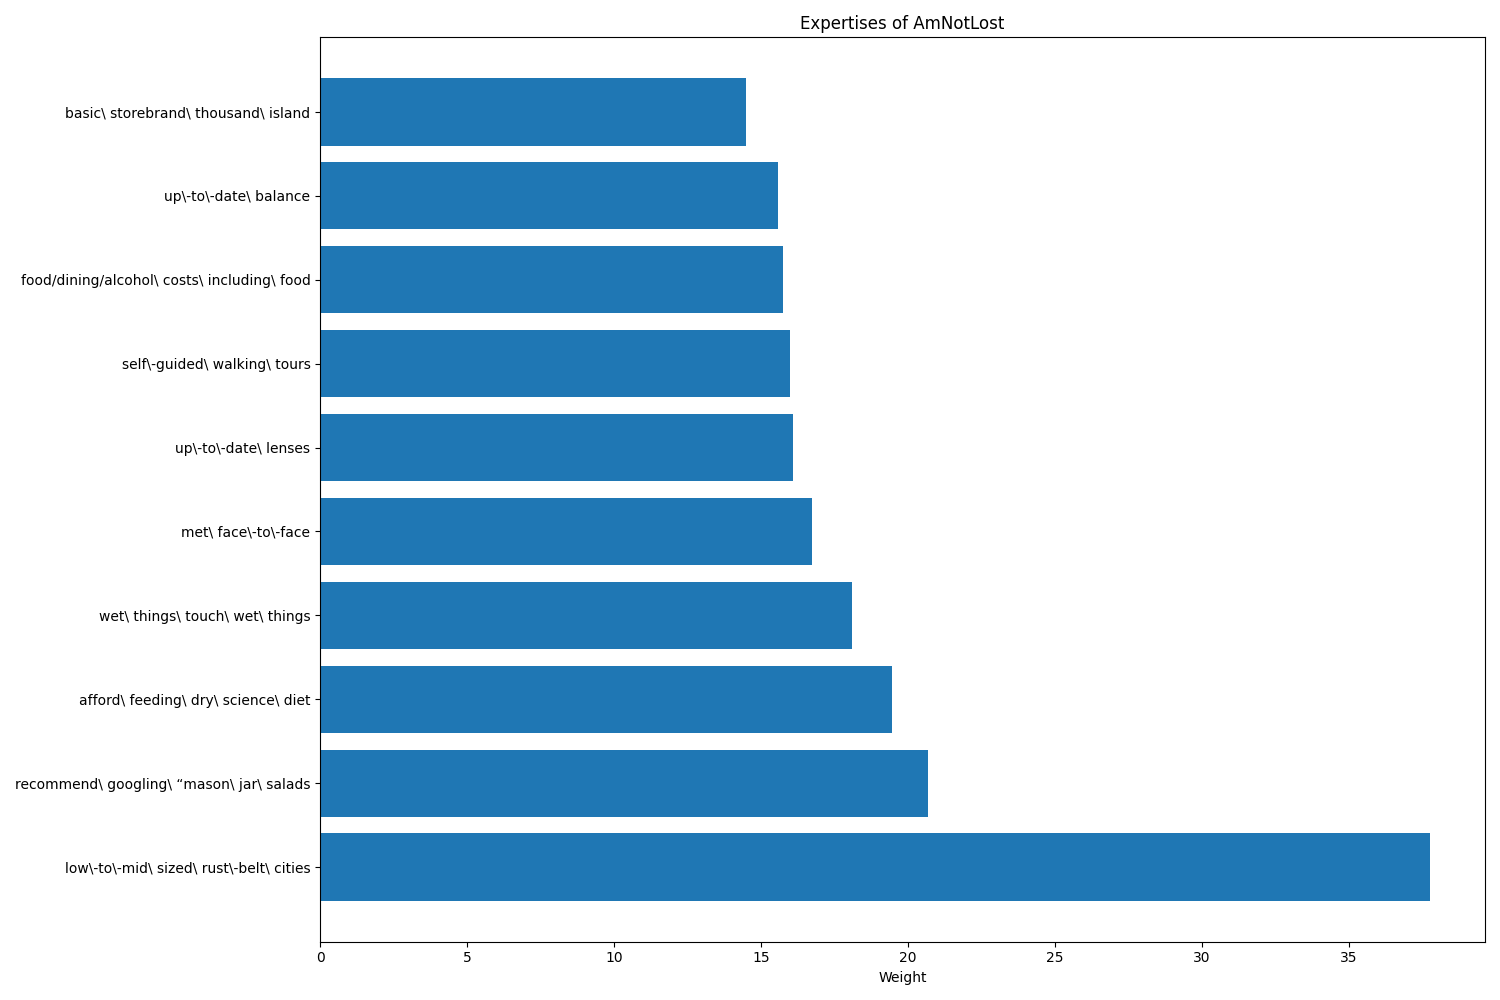 Expertises of AmNotLost
basic\ storebrand\ thousand\ island
up\-to\-date\ balance
food/dining/alcohol\ costs\ including\ food
self\-guided\ walking\ tours
up\-to\-date\ lenses
met\ face\-to\-face
wet\ things\ touch\ wet\ things
afford\ feeding\ dry\ science\ diet
recommend\ googling\ “mason\ jar\ salads
low\-to\-mid\ sized\ rust\-belt\ cities
0 5 10 15 20 25 30 35
Weight